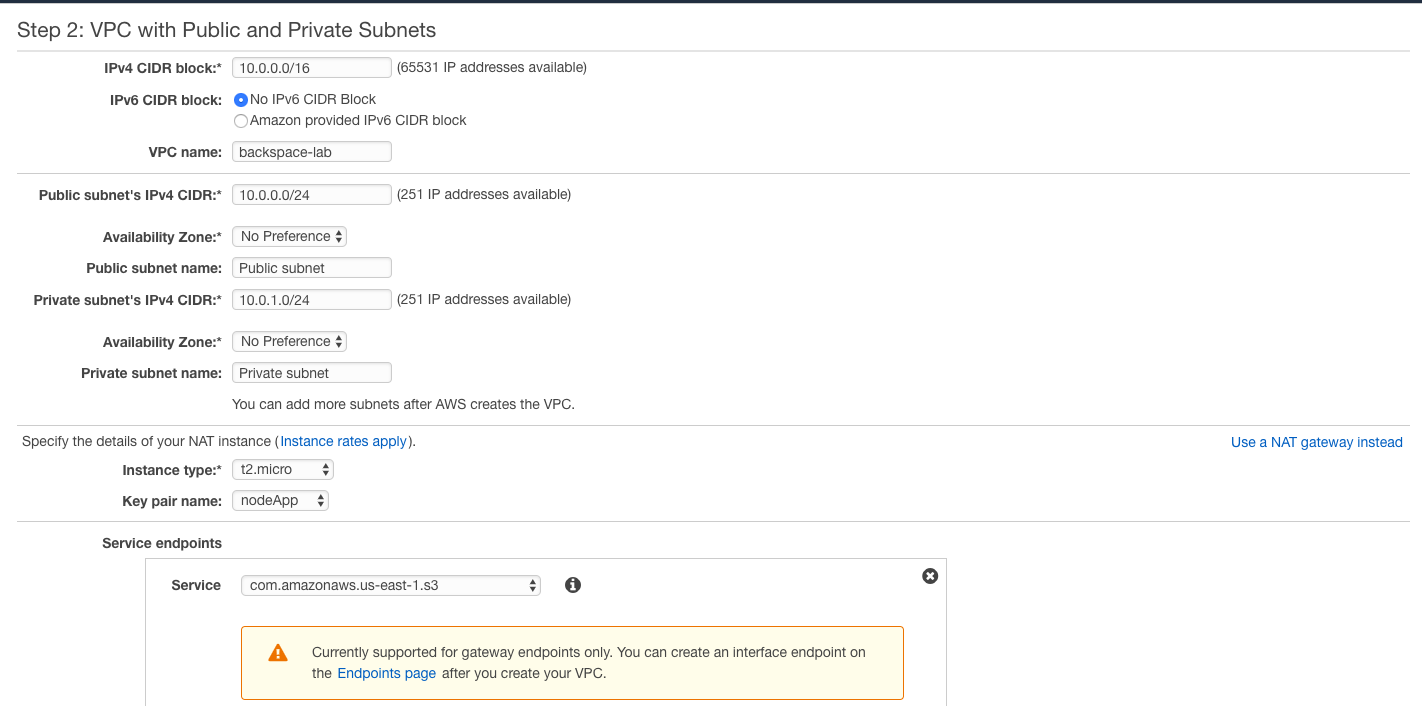 Step 2: VPC with Public and Private Subnets
IPv4 CIDR block:* 10.0.0.0/16 (65531 IP addresses available)
IPv6 CIDR block: No IPv6 CIDR Block
Amazon provided IPv6 CIDR block
VPC name: backspace-lab
Public subnet's IPv4 CIDR:* 10.0.0.0/24 (251 IP addresses available)
Availability Zone:* No Preference
Public subnet name: Public subnet
Private subnet's IPv4 CIDR:* 10.0.1.0/24 (251 IP addresses available)
Availability Zone:* No Preference
Private subnet name: Private subnet
You can add more subnets after AWS creates the VPC.
Specify the details of your NAT instance (Instance rates apply). Use a NAT gateway instead
Instance type:* t2.micro
Key pair name: nodeApp
Service endpoints
Service com.amazonaws.us-east-1.s3
Currently supported for gateway endpoints only. You can create an interface endpoint on
the Endpoints page after you create your VPC.